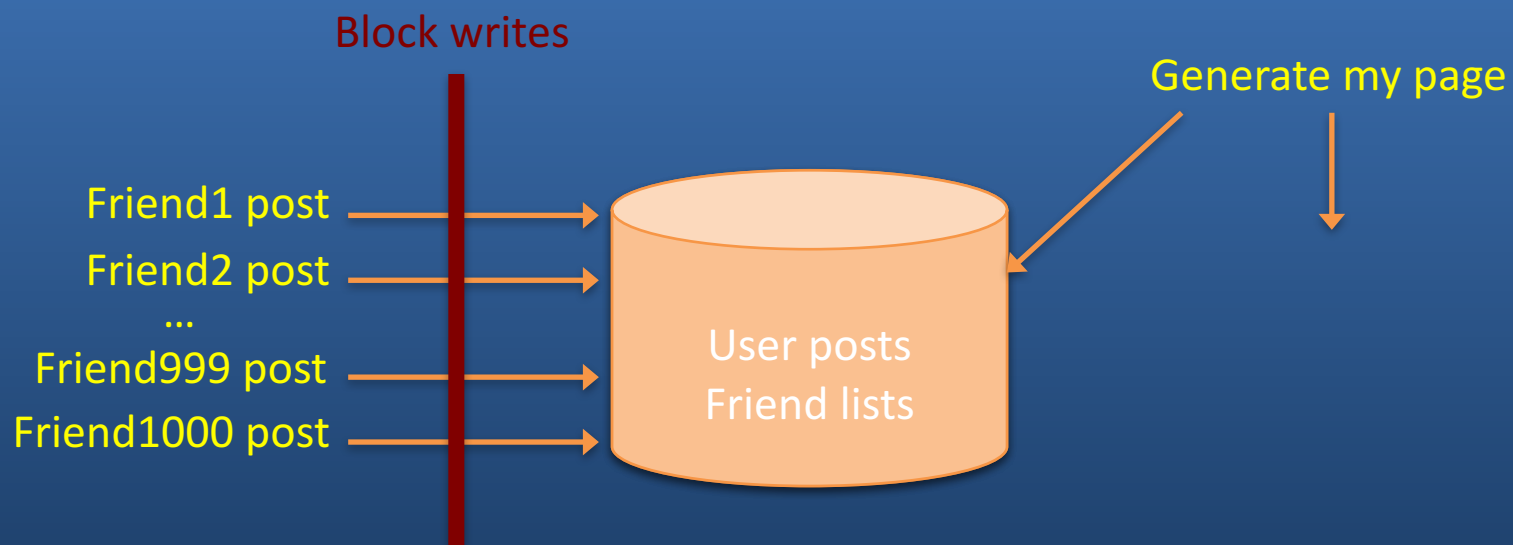 Block writes
Generate my page
Friend1 post
Friend2 post
...
Friend999 post
Friend1000 post
User posts
Friend lists